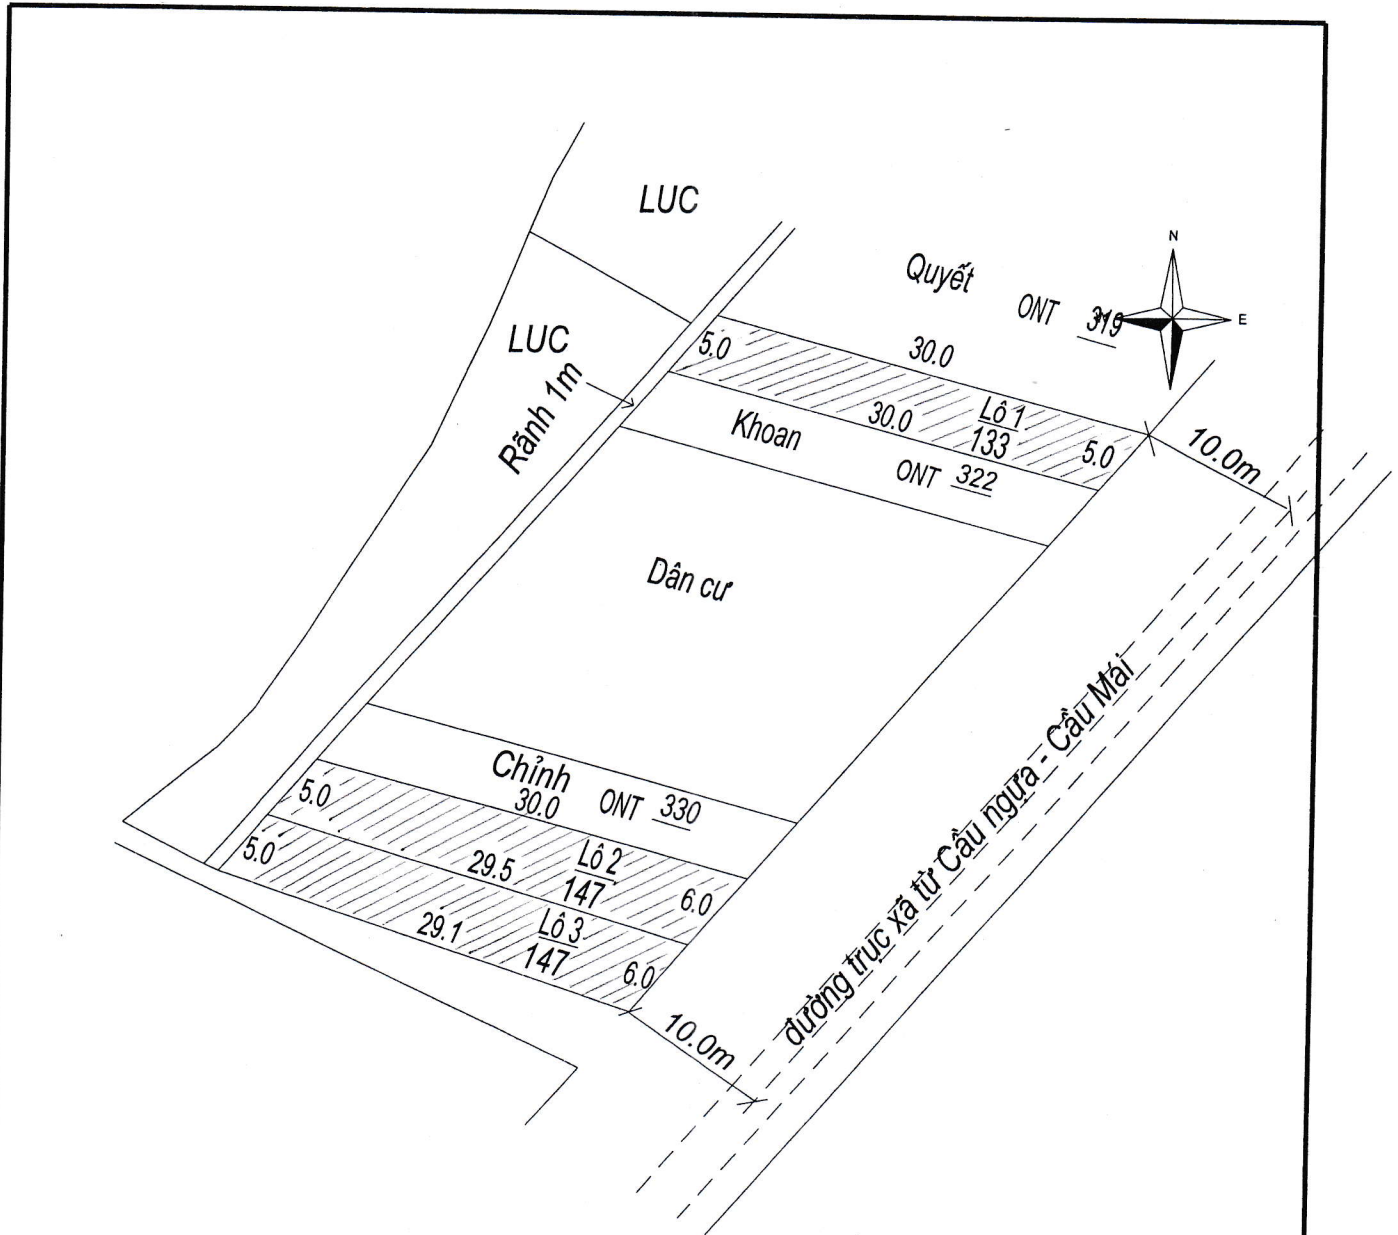 LUC
N
Quyết
ONT 319
E
LUC
Rãnh 1m
5.0
30.0
30.0
Lô 1
133
5.0
10.0m
Khoan
ONT 322
Dân cư
đường trục xã từ Cầu ngựa - Cầu Mái
Chỉnh
ONT 330
5.0
30.0
Lô 2
147
6.0
5.0
29.5
Lô 3
147
6.0
29.1
10.0m